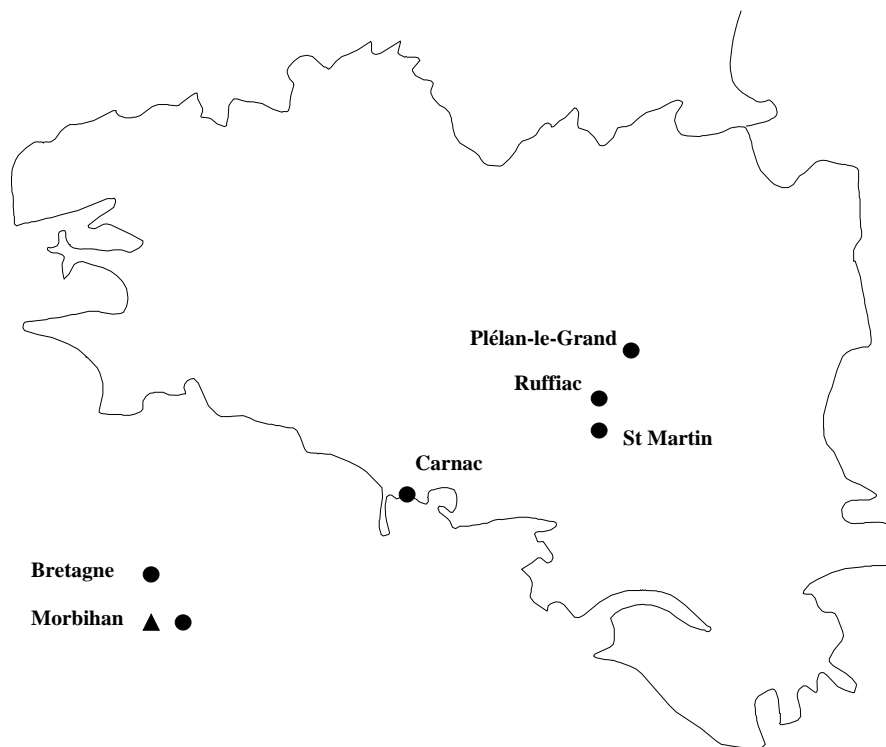 Plélan-le-Grand
Ruffiac
St Martin
Carnac
Bretagne
Morbihan